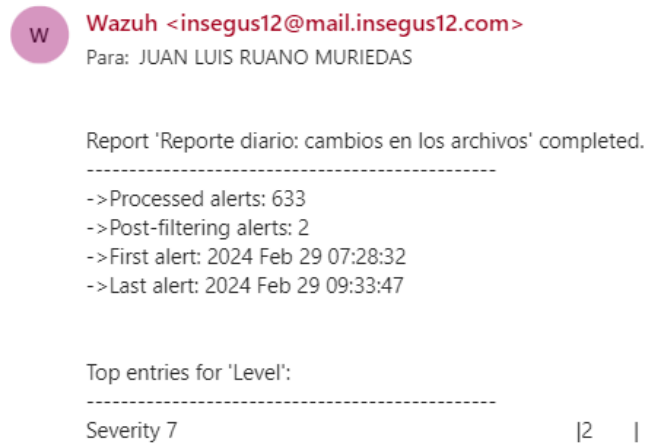 W
Wazuh <insegus12@mail.insegus12.com>
Para: JUAN LUIS RUANO MURIEDAS
Report 'Reporte diario: cambios en los archivos' completed.
------------------------------------------------
->Processed alerts: 633
->Post-filtering alerts: 2
->First alert: 2024 Feb 29 07:28:32
->Last alert: 2024 Feb 29 09:33:47
Top entries for 'Level':
------------------------------------------------
Severity 7 |2 |